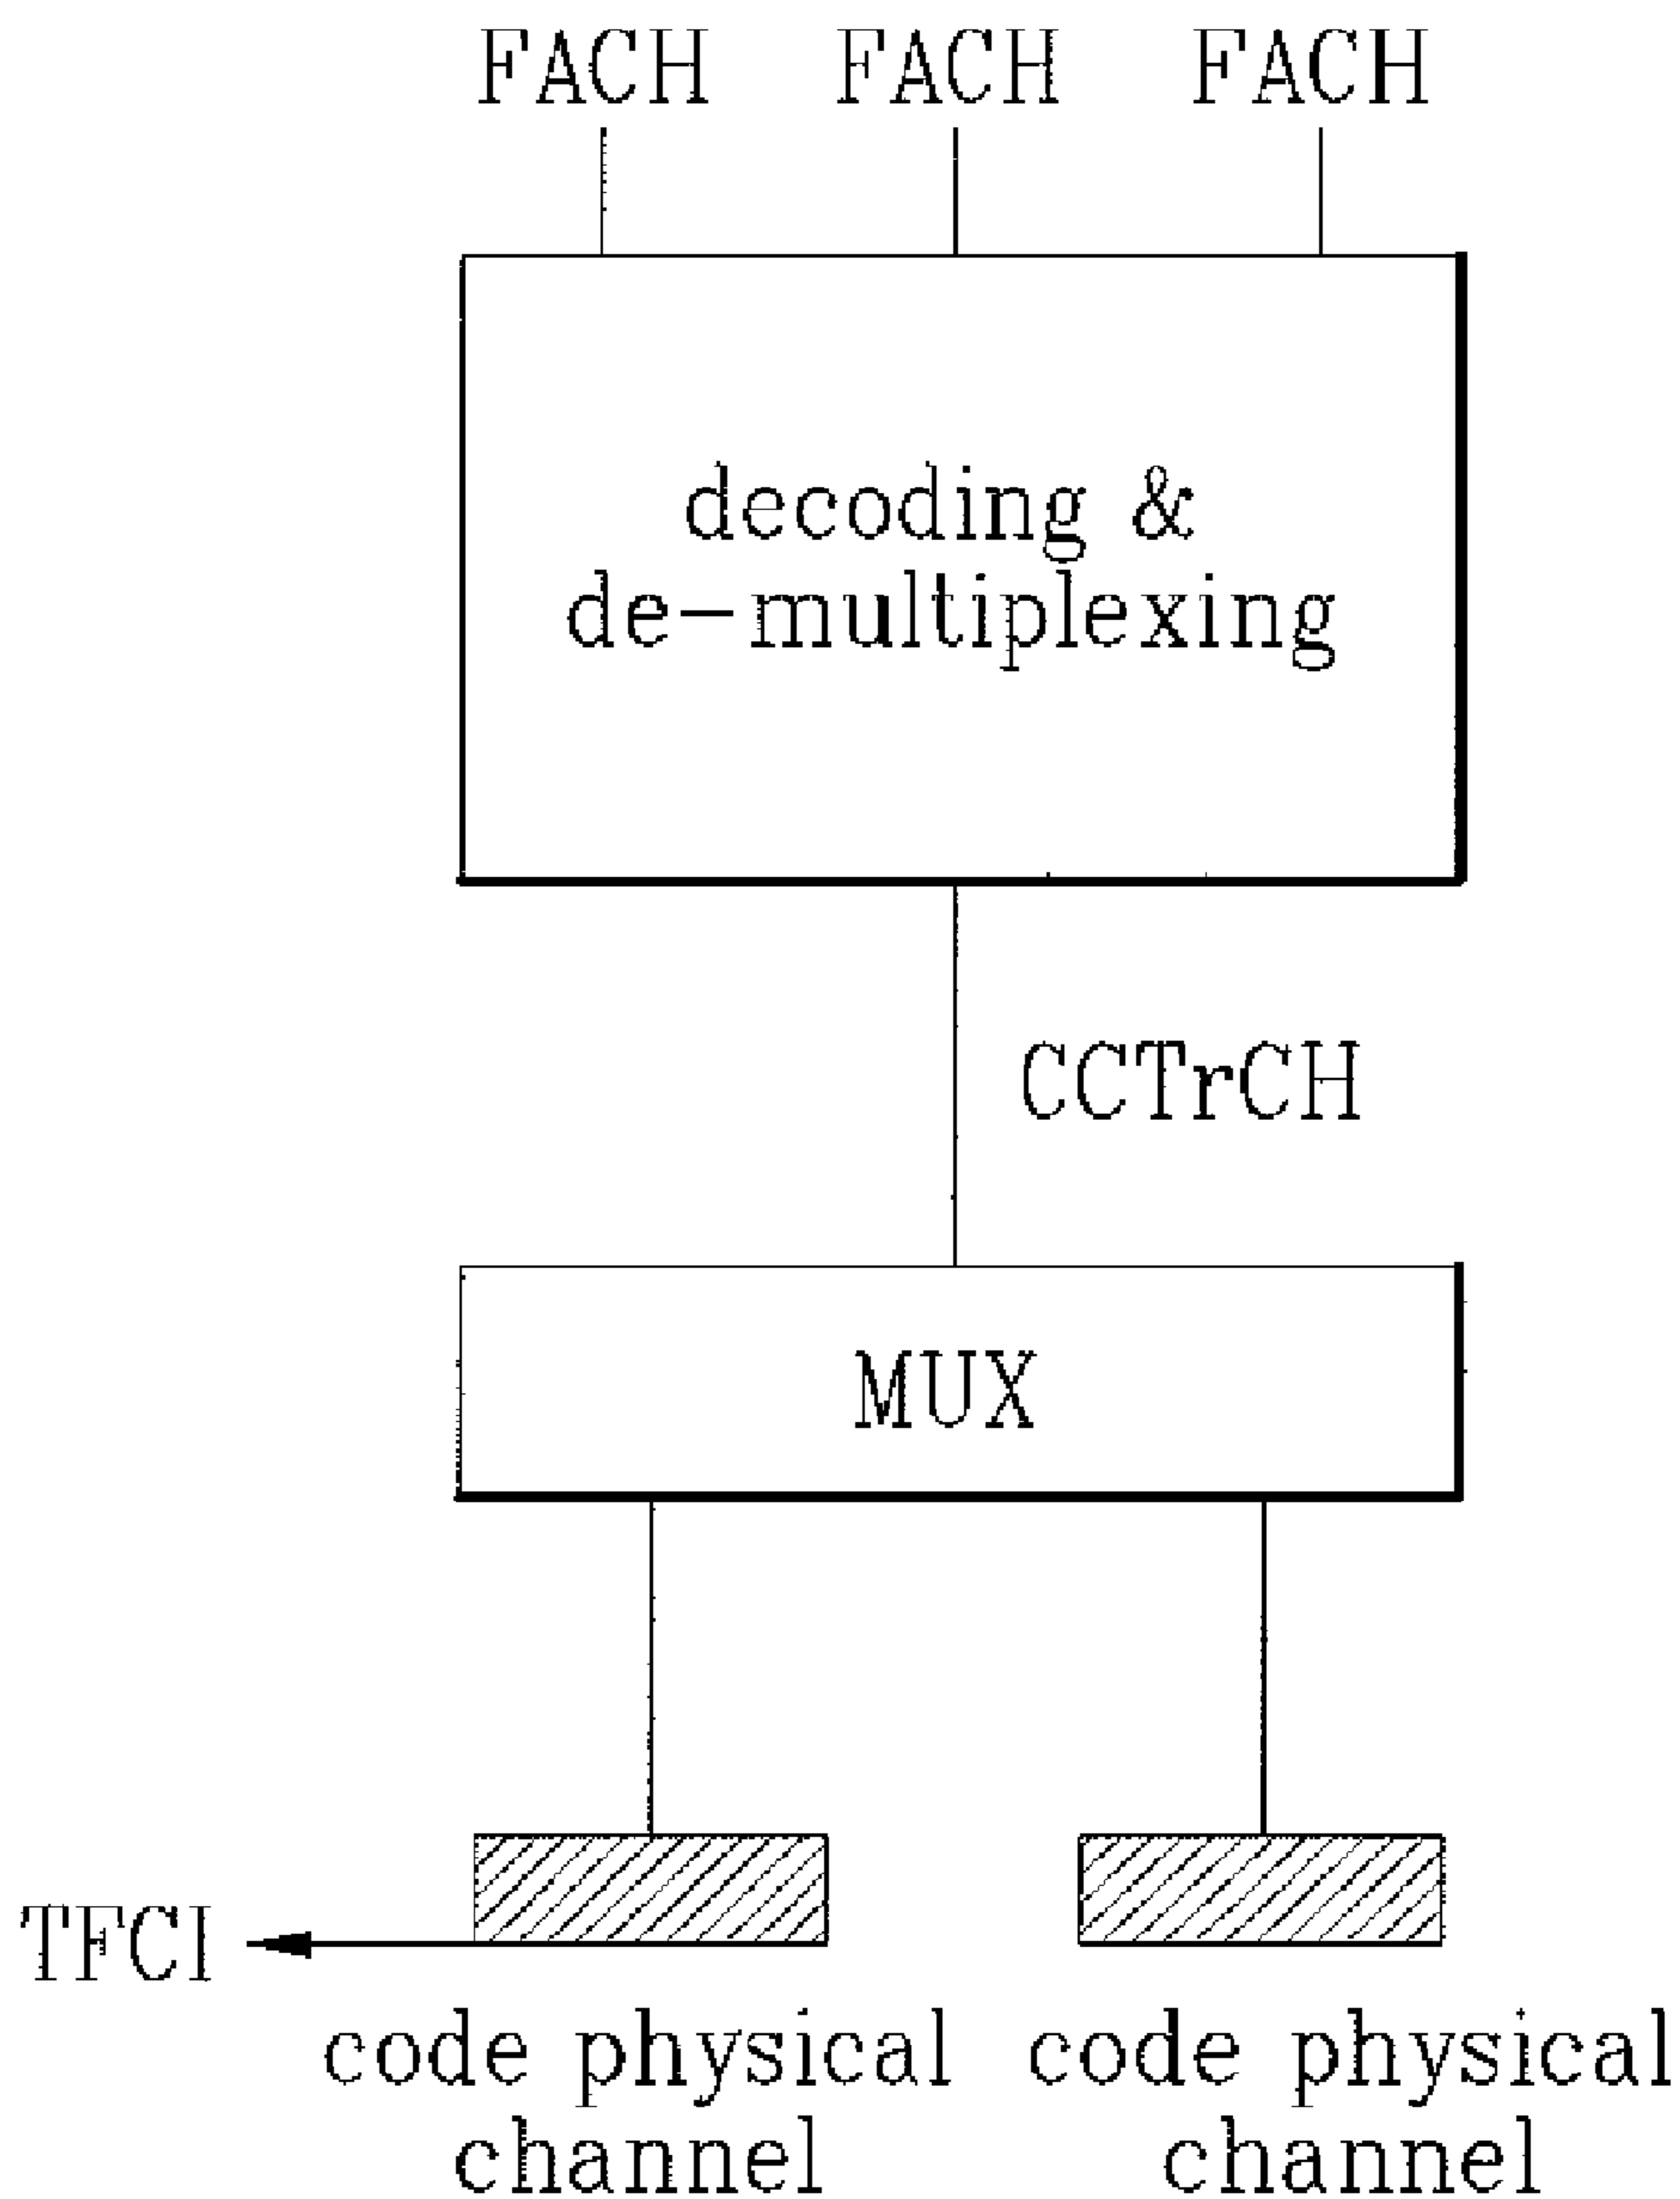 FACH FACH FACH
decoding &
de-multiplexing
CCTrCH
MUX
TFCI
code physical code physical
channel channel